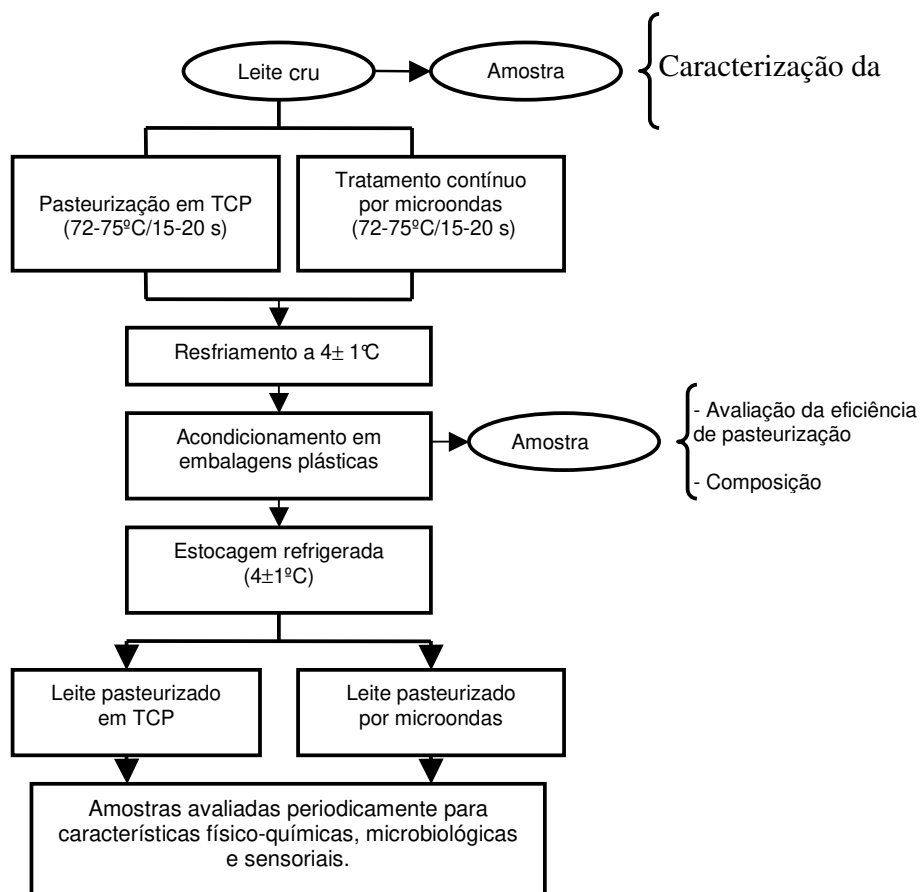 Leite cru
Amostra
Caracterização da
Pasteurização em TCP
(72-75ºC/15-20 s)
Tratamento contínuo
por microondas
(72-75ºC/15-20 s)
Resfriamento a 4± 1ºC
Acondicionamento em
embalagens plásticas
Amostra
- Avaliação da eficiência
de pasteurização
- Composição
Estocagem refrigerada
(4±1ºC)
Leite pasteurizado
em TCP
Leite pasteurizado
por microondas
Amostras avaliadas periodicamente para
características físico-químicas, microbiológicas
e sensoriais.